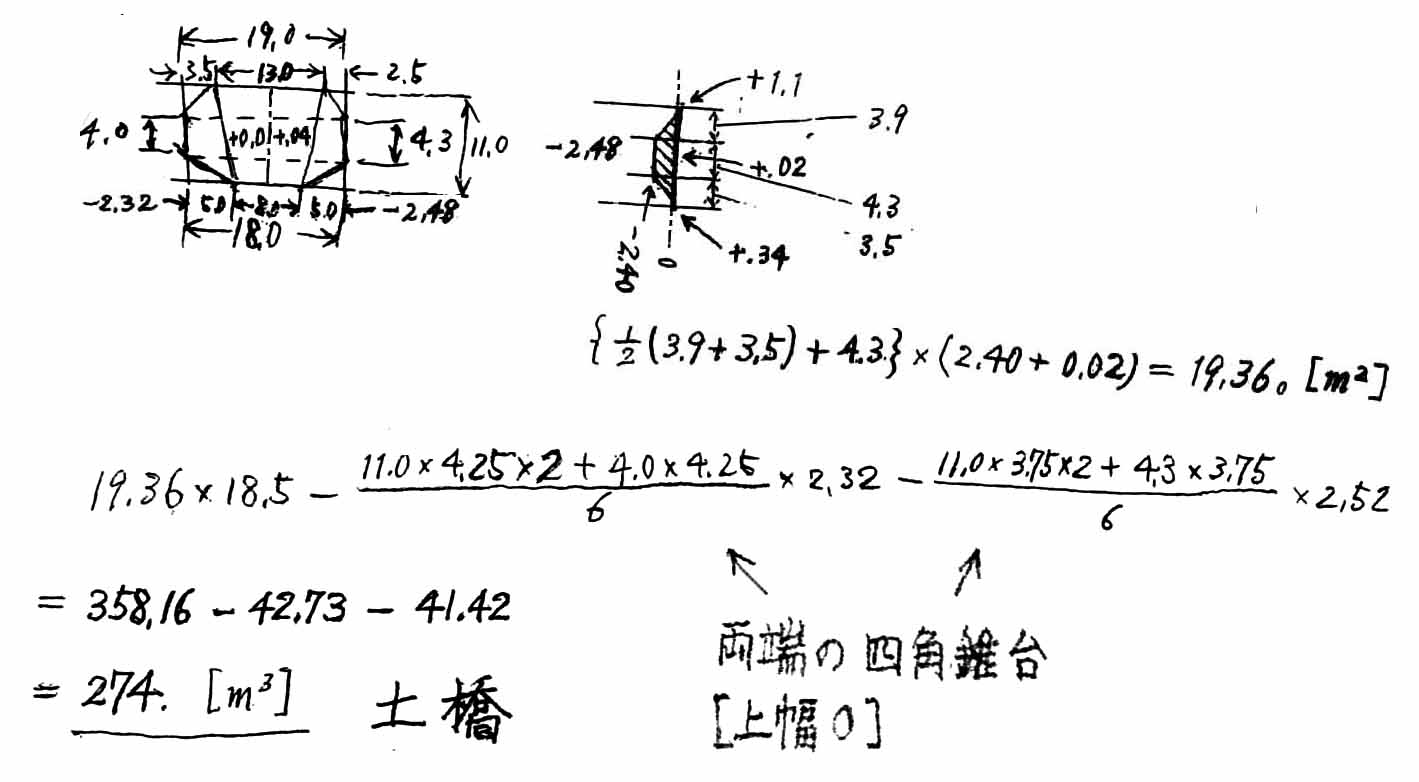 19.0
3.5 13.0 2.5
4.0 +0.01 +.04 4.3 11.0
-2.32 5.0 8.0 5.0 -2.48
18.0
+1.1
3.9
-2.48
+.02
4.3
3.5
-2.40 0 +.34
{½(3.9+3.5)+4.3}×(2.40+0.02)=19.36。[m²]
19.36×18.5 - (11.0×4.25×2+4.0×4.25)/6 ×2.32 - (11.0×3.75×2+4.3×3.75)/6 ×2.52
= 358.16 - 42.73 - 41.42
= 274. [m³] 土橋
両端の四角錐台
[上幅0]